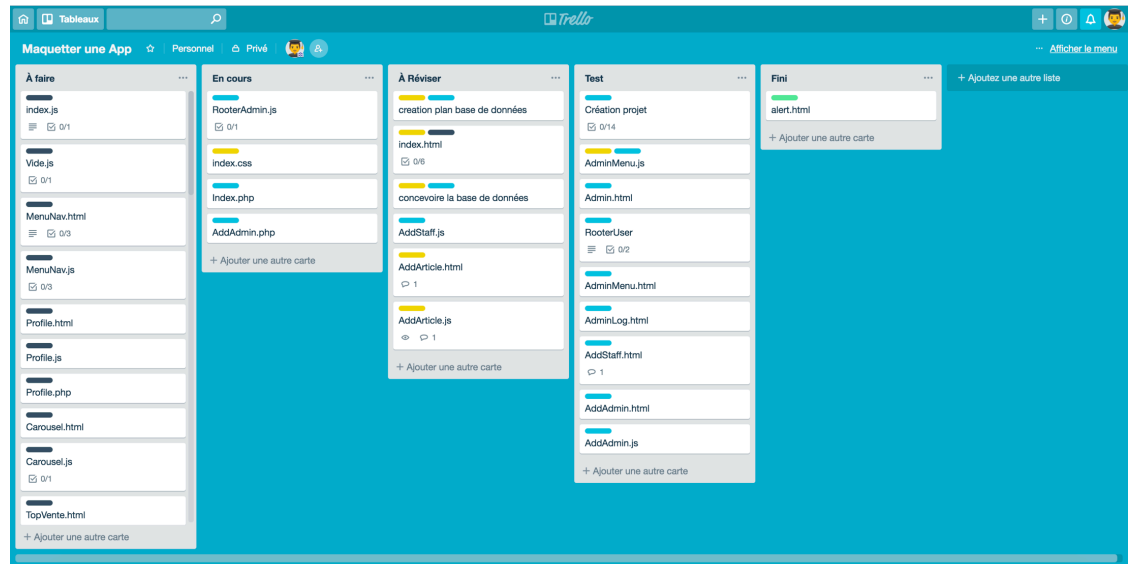 Tableaux
Trello
Maquetter une App
Personnel
Privé
Afficher le menu
À faire
index.js
0/1
Vide.js
0/1
MenuNav.html
0/3
MenuNav.js
0/3
Profile.html
Profile.js
Profile.php
Carousel.html
Carousel.js
0/1
TopVente.html
+ Ajouter une autre carte
En cours
RooterAdmin.js
0/1
index.css
Index.php
AddAdmin.php
+ Ajouter une autre carte
À Réviser
creation plan base de données
index.html
0/6
concevoire la base de données
AddStaff.js
AddArticle.html
1
AddArticle.js
1
+ Ajouter une autre carte
Test
Création projet
0/14
AdminMenu.js
Admin.html
RooterUser
0/2
AdminMenu.html
AdminLog.html
AddStaff.html
1
AddAdmin.html
AddAdmin.js
+ Ajouter une autre carte
Fini
alert.html
+ Ajouter une autre carte
+ Ajoutez une autre liste